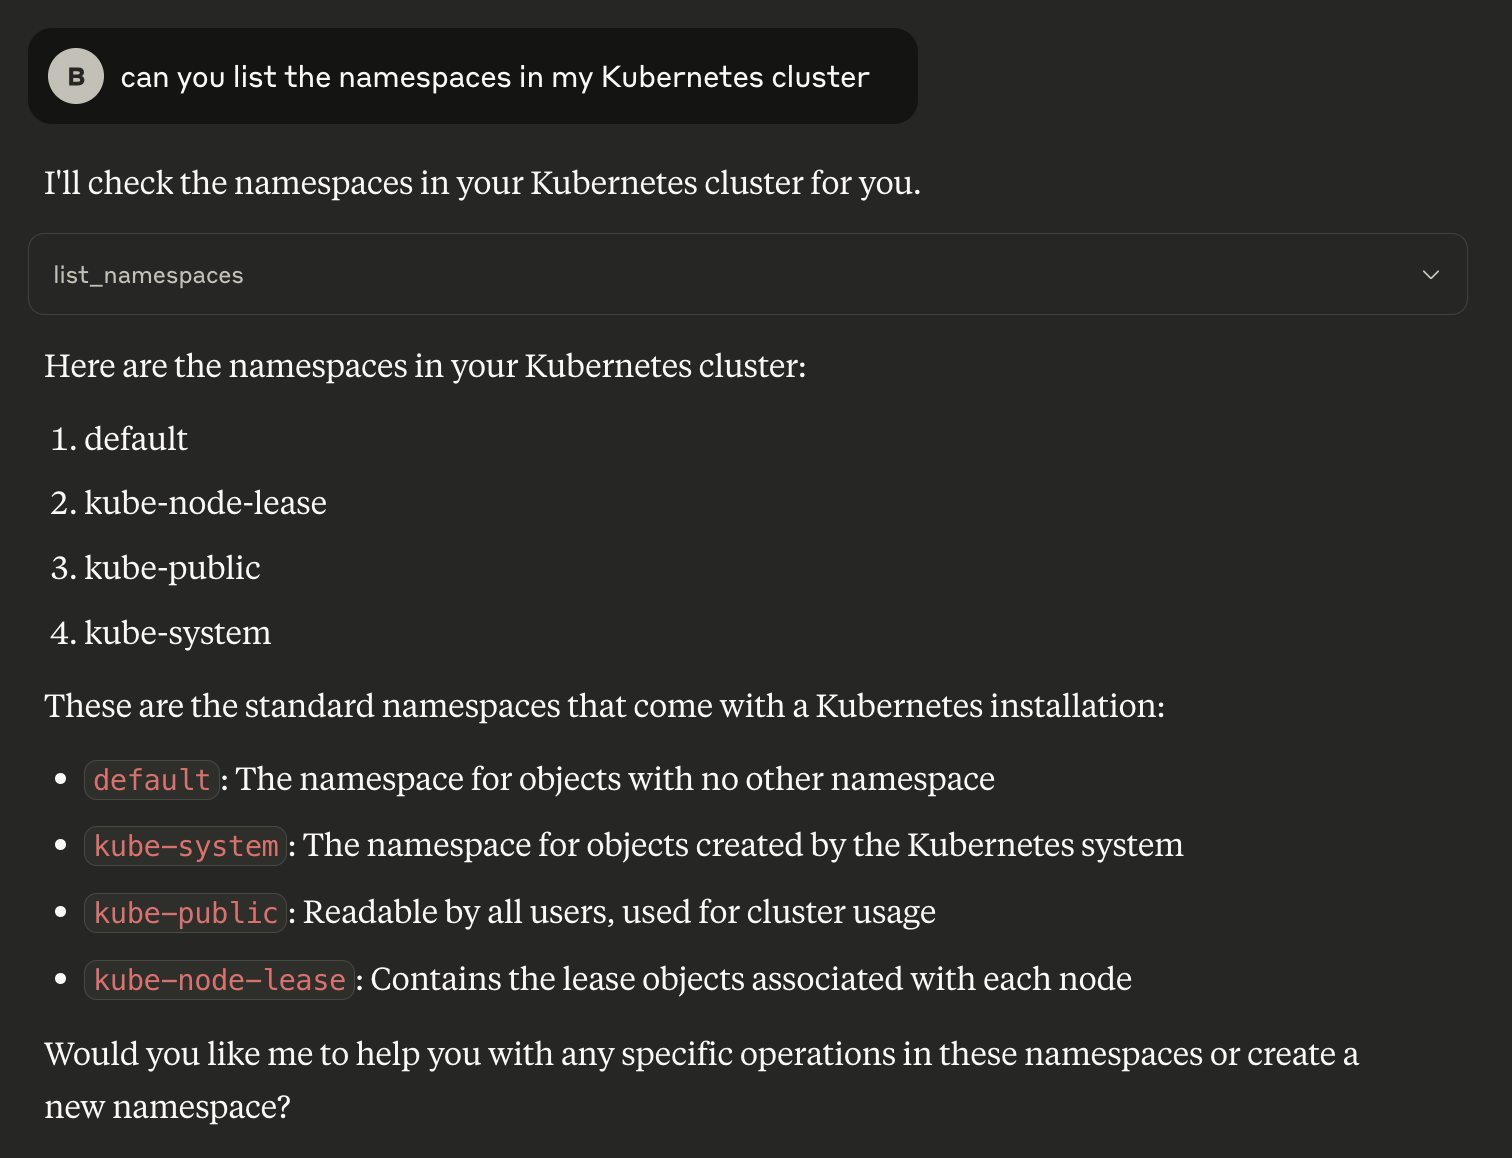 B
can you list the namespaces in my Kubernetes cluster
I'll check the namespaces in your Kubernetes cluster for you.
list_namespaces
Here are the namespaces in your Kubernetes cluster:
1. default
2. kube-node-lease
3. kube-public
4. kube-system
These are the standard namespaces that come with a Kubernetes installation:
• default: The namespace for objects with no other namespace
• kube-system: The namespace for objects created by the Kubernetes system
• kube-public: Readable by all users, used for cluster usage
• kube-node-lease: Contains the lease objects associated with each node
Would you like me to help you with any specific operations in these namespaces or create a
new namespace?